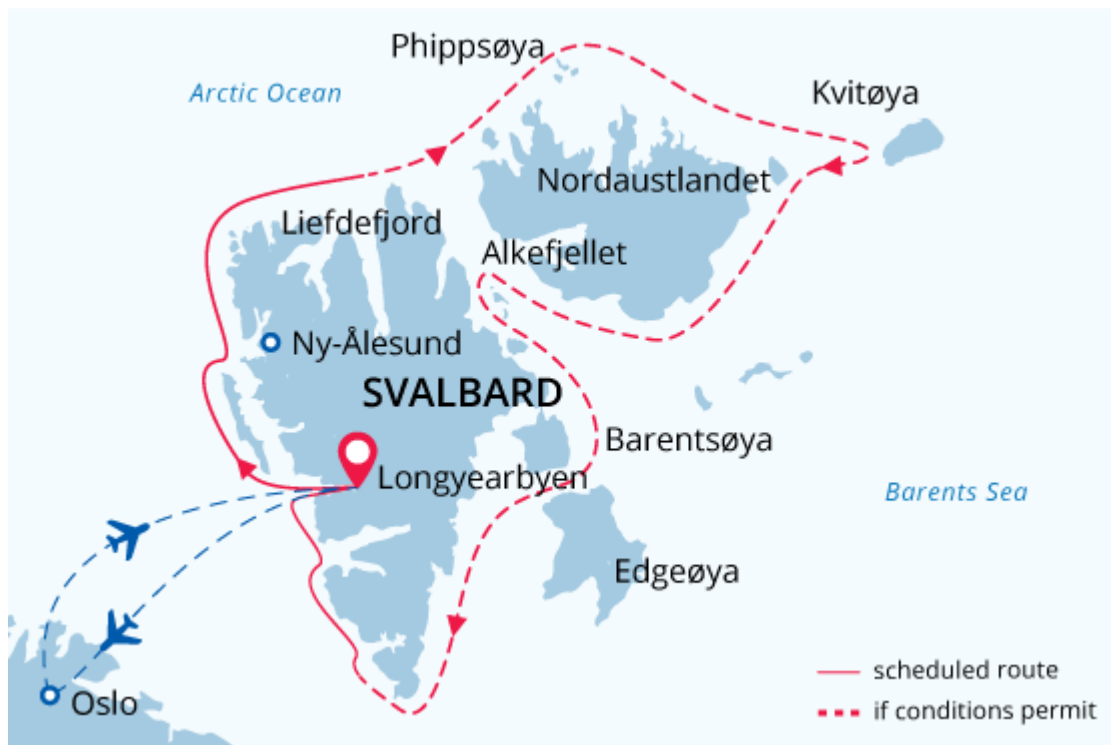 Phippsøya
Arctic Ocean
Kvitøya
Nordaustlandet
Liefdefjord
Alkefjellet
Ny-Ålesund
SVALBARD
Barentsøya
Longyearbyen
Barents Sea
Edgeøya
scheduled route
Oslo
if conditions permit